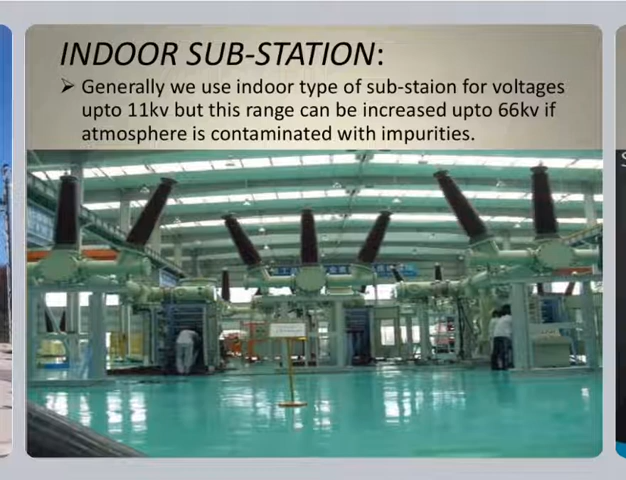 INDOOR SUB-STATION:
➢ Generally we use indoor type of sub-staion for voltages
upto 11kv but this range can be increased upto 66kv if
atmosphere is contaminated with impurities.